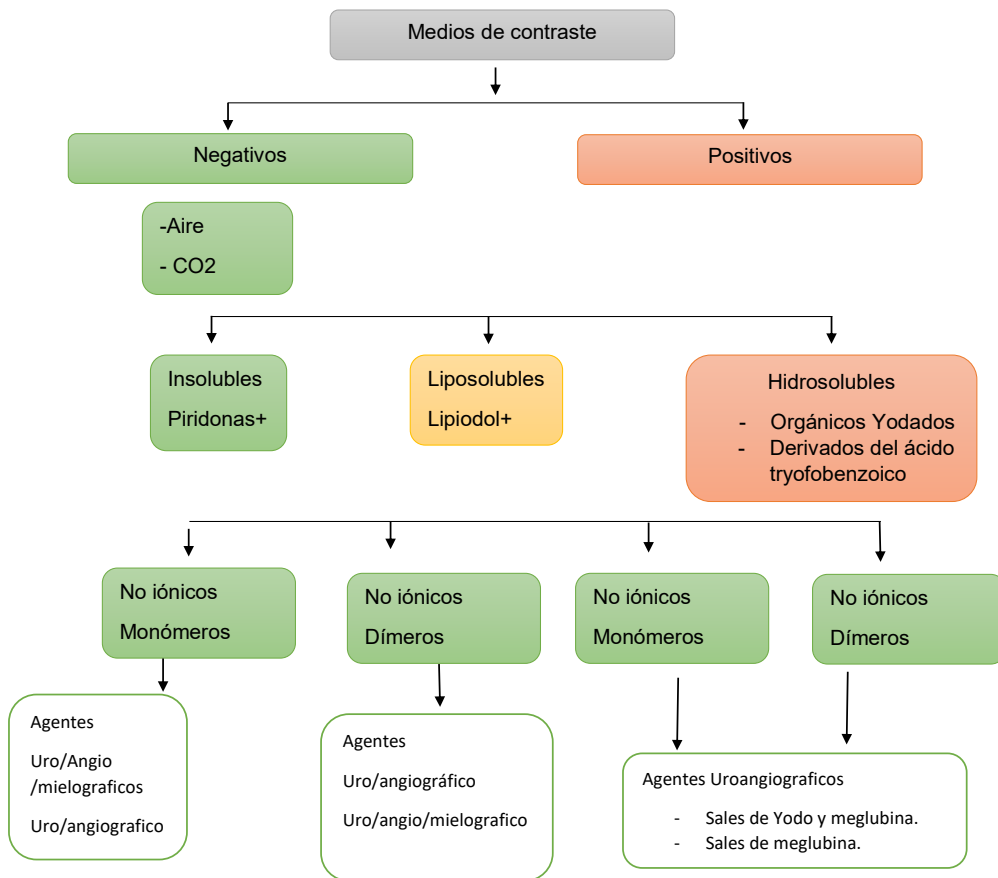 Medios de contraste
Negativos
Positivos
-Aire
- CO2
Insolubles
Piridonas+
Liposolubles
Lipiodol+
Hidrosolubles
- Orgánicos Yodados
- Derivados del ácido
tryofobenzoico
No iónicos
Monómeros
No iónicos
Dímeros
No iónicos
Monómeros
No iónicos
Dímeros
Agentes
Uro/Angio
/mielograficos
Uro/angiografico
Agentes
Uro/angiográfico
Uro/angio/mielografico
Agentes Uroangiograficos
- Sales de Yodo y meglubina.
- Sales de meglubina.